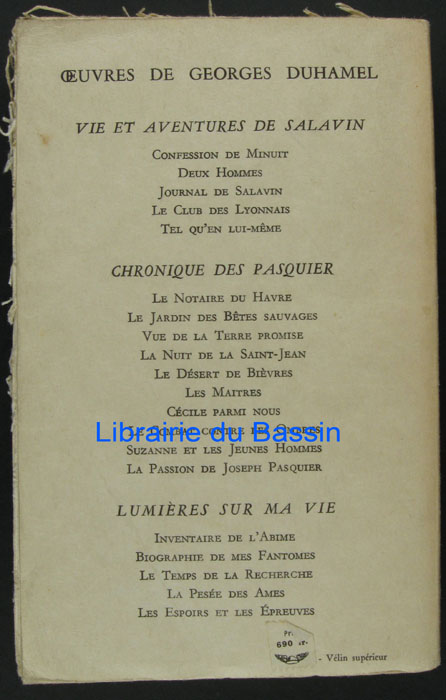 ŒUVRES DE GEORGES DUHAMEL
VIE ET AVENTURES DE SALAVIN
CONFESSION DE MINUIT
DEUX HOMMES
JOURNAL DE SALAVIN
LE CLUB DES LYONNAIS
TEL QU'EN LUI-MÊME
CHRONIQUE DES PASQUIER
LE NOTAIRE DU HAVRE
LE JARDIN DES BÊTES SAUVAGES
VUE DE LA TERRE PROMISE
LA NUIT DE LA SAINT-JEAN
LE DÉSERT DE BIÈVRES
LES MAITRES
CÉCILE PARMI NOUS
LE COMBAT CONTRE LES OMBRES
Librairie du Bassin
SUZANNE ET LES JEUNES HOMMES
LA PASSION DE JOSEPH PASQUIER
LUMIÈRES SUR MA VIE
INVENTAIRE DE L'ABIME
BIOGRAPHIE DE MES FANTOMES
LE TEMPS DE LA RECHERCHE
LA PESÉE DES AMES
LES ESPOIRS ET LES ÉPREUVES
690
- Vélin supérieur